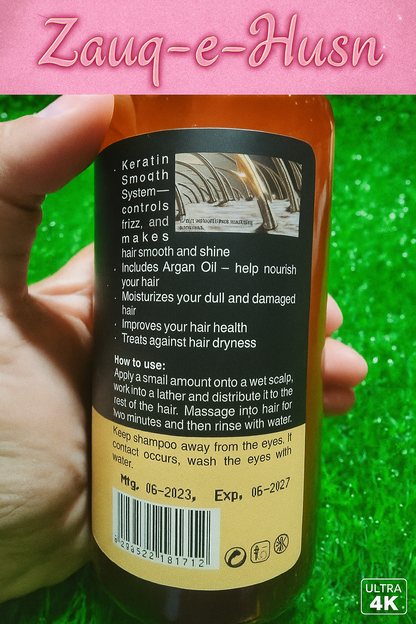 Zauq-e-Husn
· Keratin
Smooth
System—
controls
frizz, and
makes
hair smooth and shine
· Includes Argan Oil – help nourish
your hair
· Moisturizes your dull and damaged
hair
· Improves your hair health
· Treats against hair dryness
How to use:
Apply a small amount onto a wet scalp,
work into a lather and distribute it to the
rest of the hair. Massage into hair for
two minutes and then rinse with water.
Keep shampoo away from the eyes. If
contact occurs, wash the eyes with
water.
Mfg. 06-2023, Exp, 06-2027
ULTRA
4K